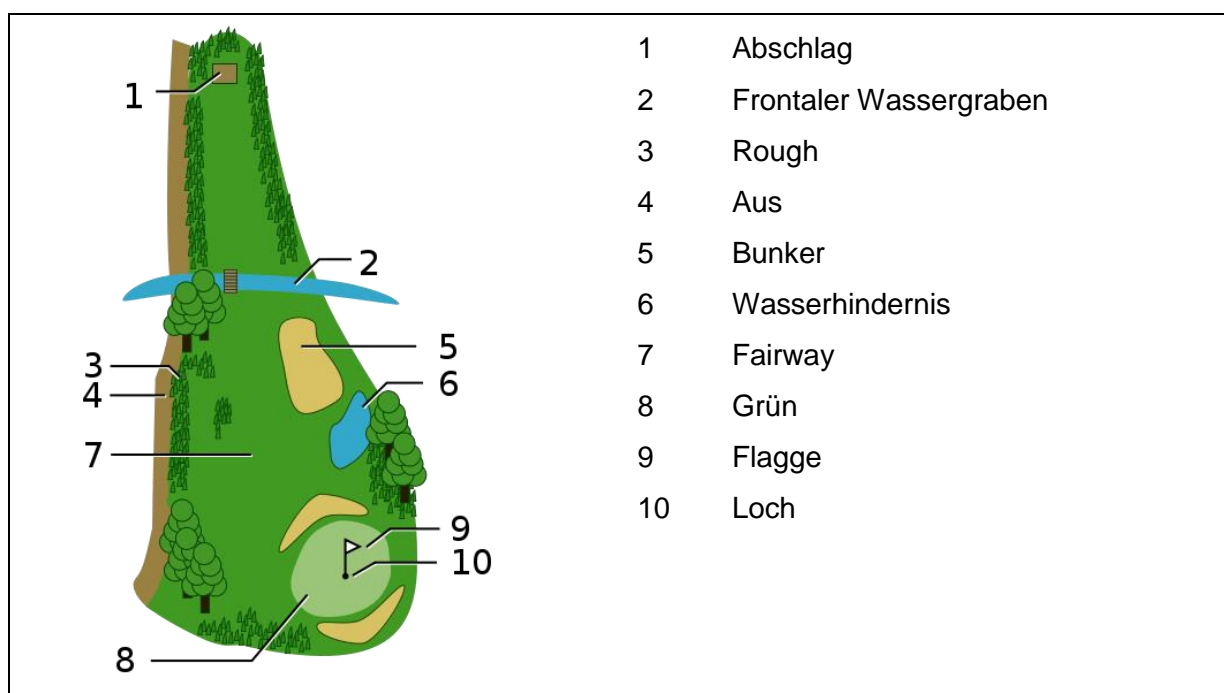 1
2
3
4
5
6
7
8
9
10
1 Abschlag
2 Frontaler Wassergraben
3 Rough
4 Aus
5 Bunker
6 Wasserhindernis
7 Fairway
8 Grün
9 Flagge
10 Loch